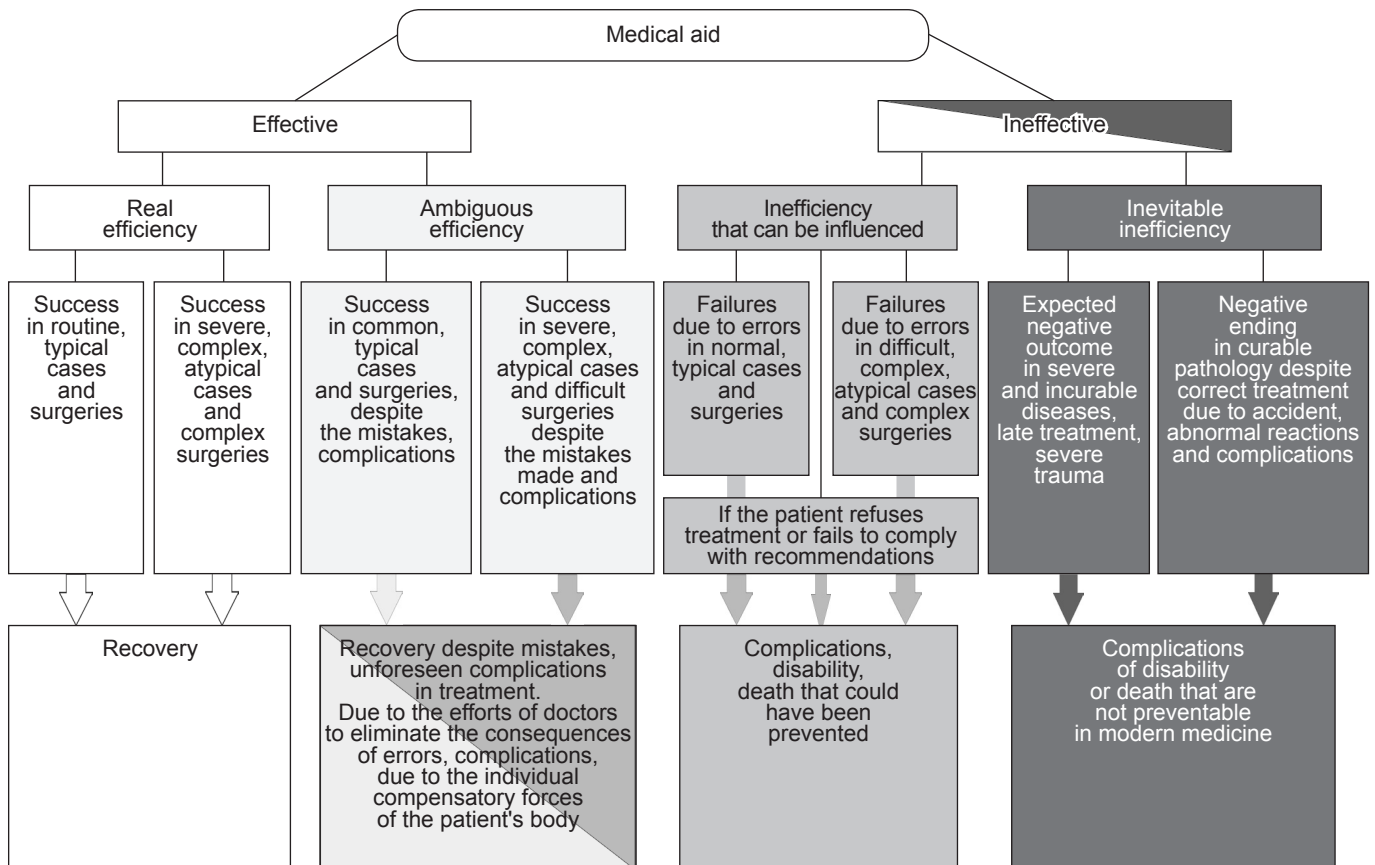 Medical aid
Effective
Ineffective
Real
efficiency
Ambiguous
efficiency
Inefficiency
that can be influenced
Inevitable
inefficiency
Success
in routine,
typical
cases
and
surgeries
Success
in severe,
complex,
atypical
cases
and
complex
surgeries
Success
in common,
typical
cases
and surgeries,
despite
the mistakes,
complications
Success
in severe,
complex,
atypical cases
and difficult
surgeries
despite
the mistakes
made and
complications
Failures
due to errors
in normal,
typical cases
and
surgeries
Failures
due to errors
in difficult,
complex,
atypical cases
and complex
surgeries
If the patient refuses
treatment or fails to comply
with recommendations
Expected
negative
outcome
in severe
and incurable
diseases,
late treatment,
severe
trauma
Negative
ending
in curable
pathology despite
correct treatment
due to accident,
abnormal reactions
and complications
Recovery
Recovery despite mistakes,
unforeseen complications
in treatment.
Due to the efforts of doctors
to eliminate the consequences
of errors, complications,
due to the individual
compensatory forces
of the patient's body
Complications,
disability,
death that could
have been
prevented
Complications
of disability
or death that are
not preventable
in modern medicine